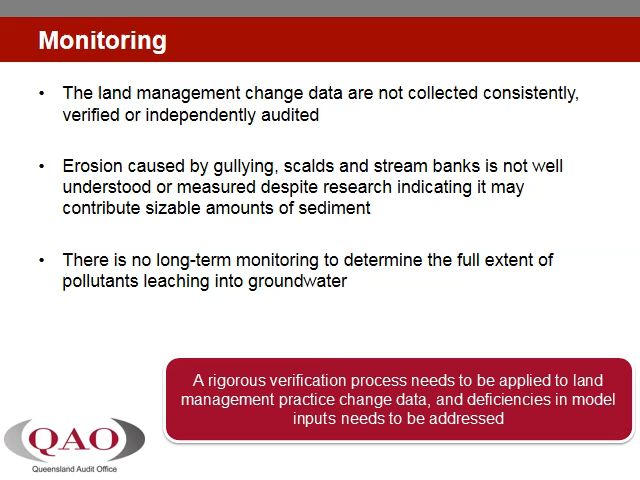 Monitoring
• The land management change data are not collected consistently,
verified or independently audited
• Erosion caused by gullying, scalds and stream banks is not well
understood or measured despite research indicating it may
contribute sizable amounts of sediment
• There is no long-term monitoring to determine the full extent of
pollutants leaching into groundwater
A rigorous verification process needs to be applied to land
management practice change data, and deficiencies in model
inputs needs to be addressed
QAO
Queensland Audit Office